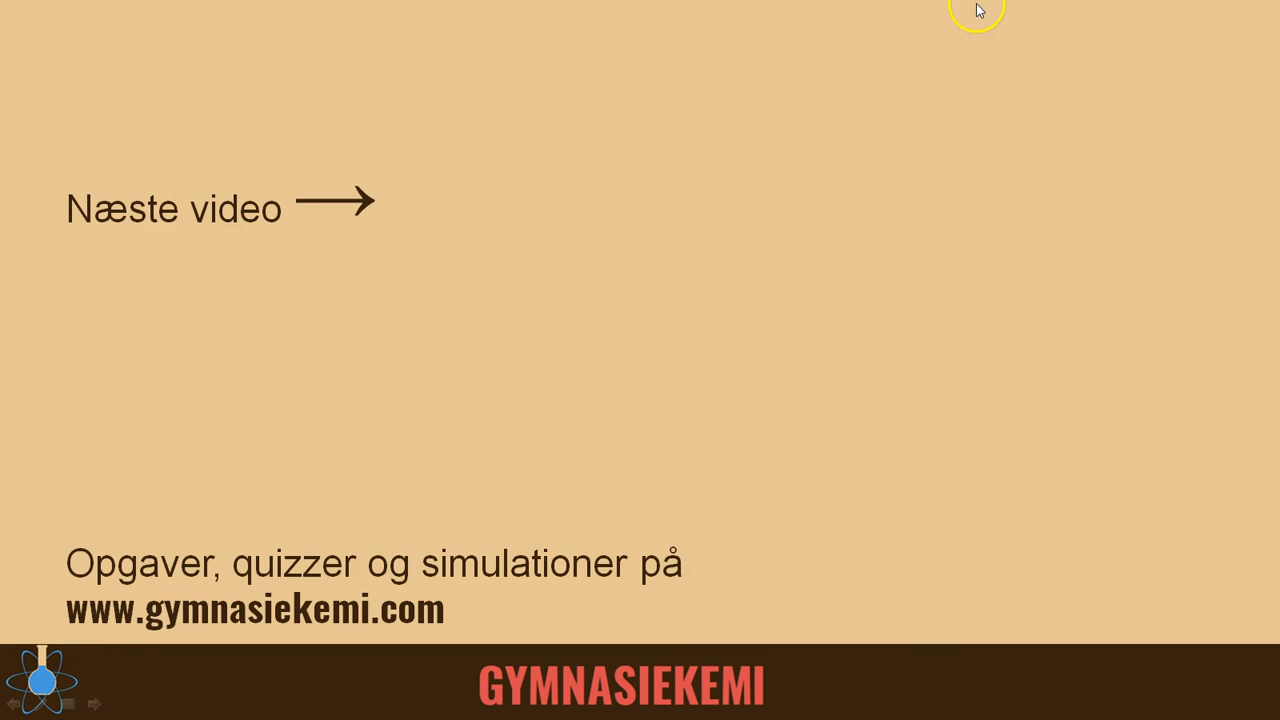 Næste video →
Opgaver, quizzer og simulationer på
www.gymnasiekemi.com
GYMNASIEKEMI